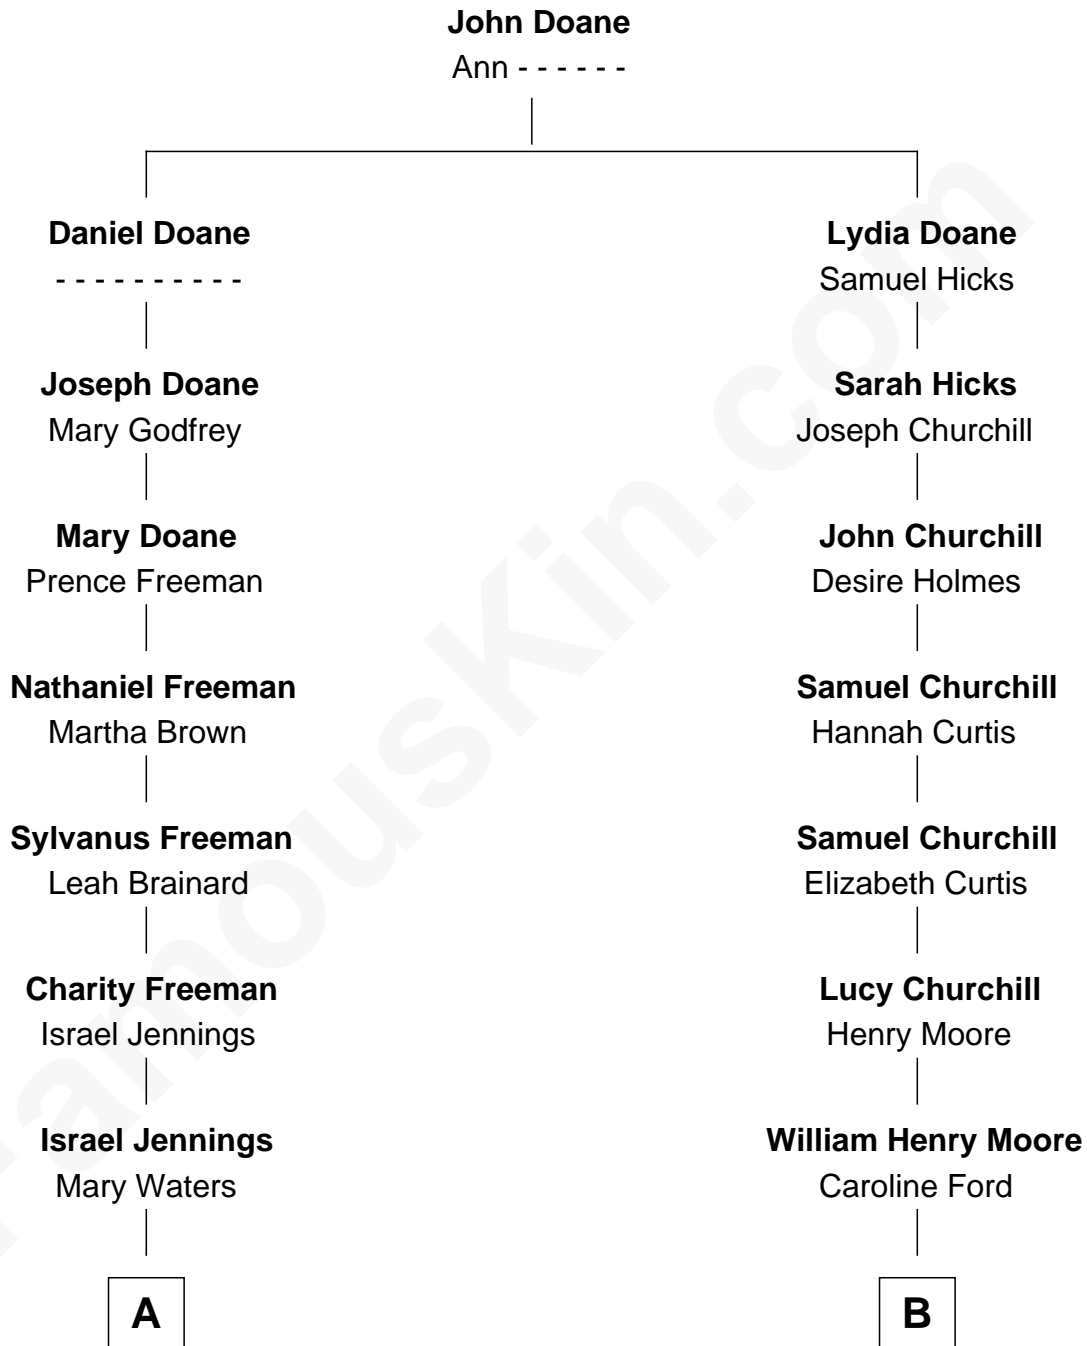 John Doane
Ann - - - - - -
Daniel Doane
- - - - - - - - - -
Lydia Doane
Samuel Hicks
Joseph Doane
Mary Godfrey
Sarah Hicks
Joseph Churchill
Mary Doane
Prence Freeman
John Churchill
Desire Holmes
Nathaniel Freeman
Martha Brown
Samuel Churchill
Hannah Curtis
Sylvanus Freeman
Leah Brainard
Samuel Churchill
Elizabeth Curtis
Charity Freeman
Israel Jennings
Lucy Churchill
Henry Moore
Israel Jennings
Mary Waters
William Henry Moore
Caroline Ford
A
B
FamousKin.com